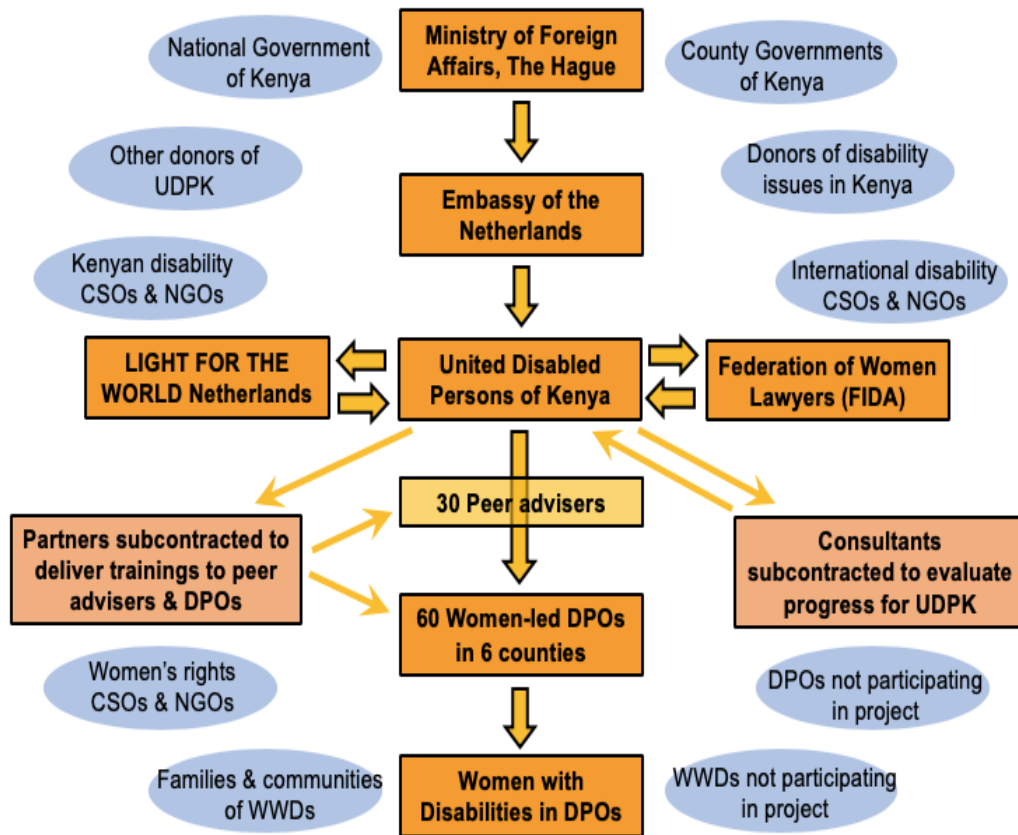 National Government
of Kenya
Ministry of Foreign
Affairs, The Hague
County Governments
of Kenya
Other donors of
UDPK
Donors of disability
issues in Kenya
Embassy of the
Netherlands
Kenyan disability
CSOs & NGOs
International disability
CSOs & NGOs
LIGHT FOR THE
WORLD Netherlands
United Disabled
Persons of Kenya
Federation of Women
Lawyers (FIDA)
30 Peer advisers
Partners subcontracted to
deliver trainings to peer
advisers & DPOs
Consultants
subcontracted to evaluate
progress for UDPK
60 Women-led DPOs
in 6 counties
Women's rights
CSOs & NGOs
DPOs not participating
in project
Families & communities
of WWDs
Women with
Disabilities in DPOs
WWDs not participating
in project